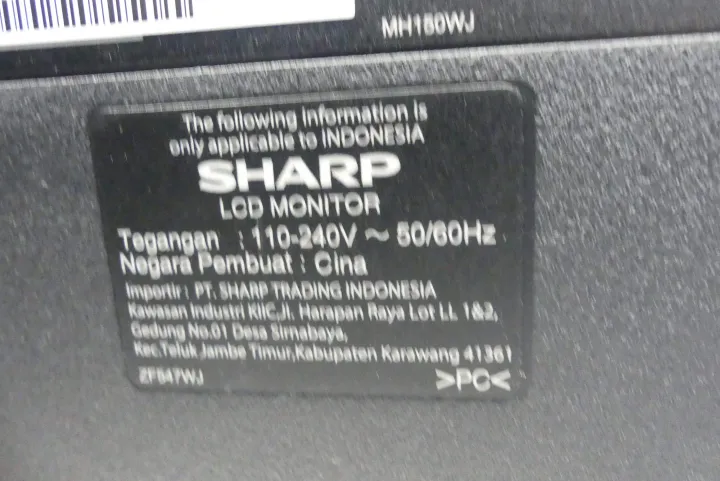 MH150WJ
The following information is
only applicable to INDONESIA
SHARP
LCD MONITOR
Tegangan : 110-240V ~ 50/60Hz
Negara Pembuat : Cina
Importir : PT. SHARP TRADING INDONESIA
Kawasan Industri KIIC,Jl. Harapan Raya Lot LL 1&2,
Gedung No.01 Desa Sirnabaya,
Kec.Teluk Jambe Timur,Kabupaten Karawang 41361
ZF547WJ
>PC<